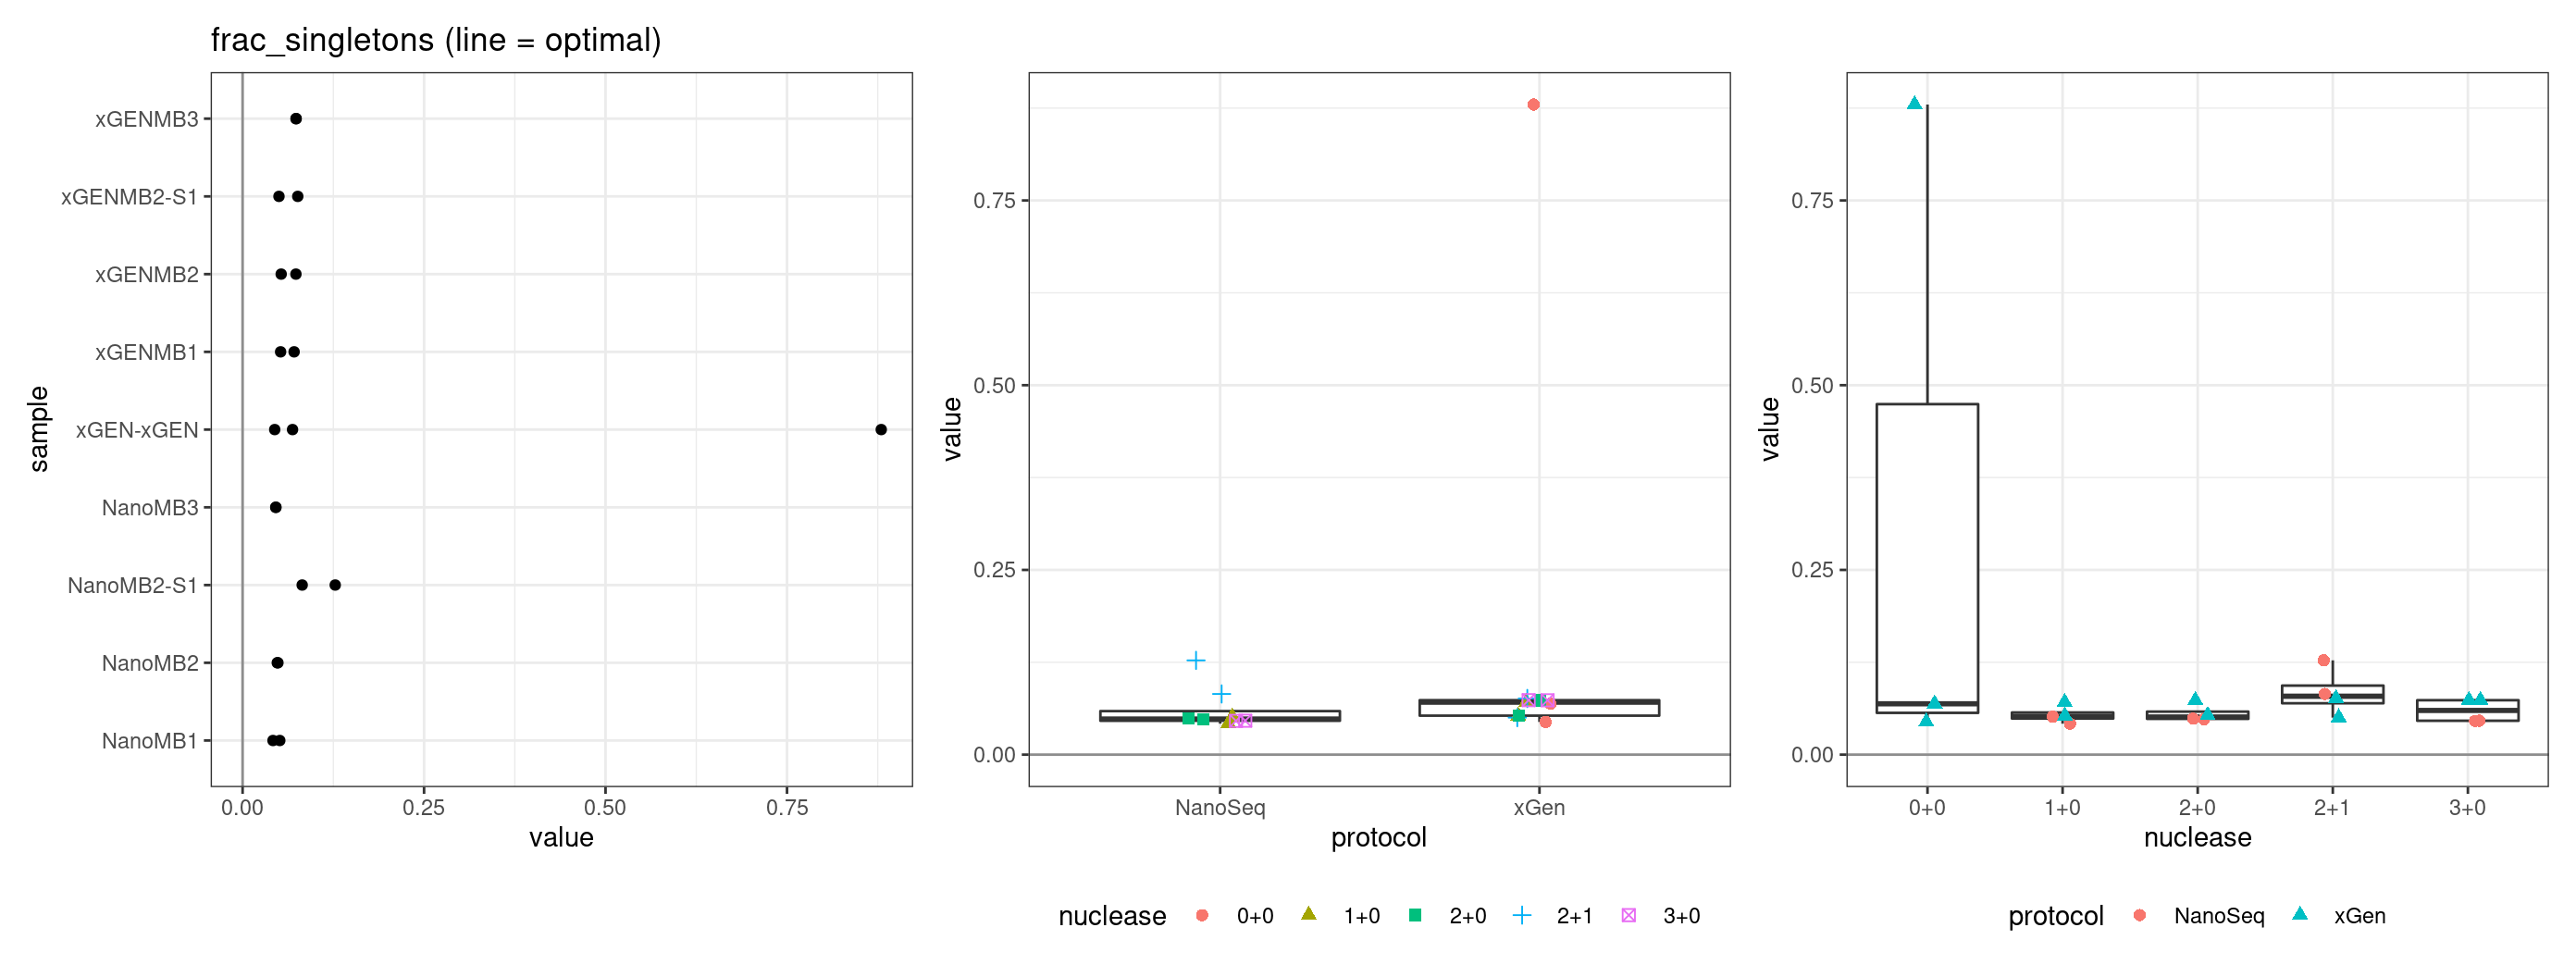 frac_singletons (line = optimal)
sample
xGENMB3
xGENMB2-S1
xGENMB2
xGENMB1
xGEN-xGEN
NanoMB3
NanoMB2-S1
NanoMB2
NanoMB1
0.00 0.25 0.50 0.75
value
value
0.75
0.50
0.25
0.00
NanoSeq xGen
protocol
nuclease 0+0 1+0 2+0 2+1 3+0
value
0.75
0.50
0.25
0.00
0+0 1+0 2+0 2+1 3+0
nuclease
protocol NanoSeq xGen